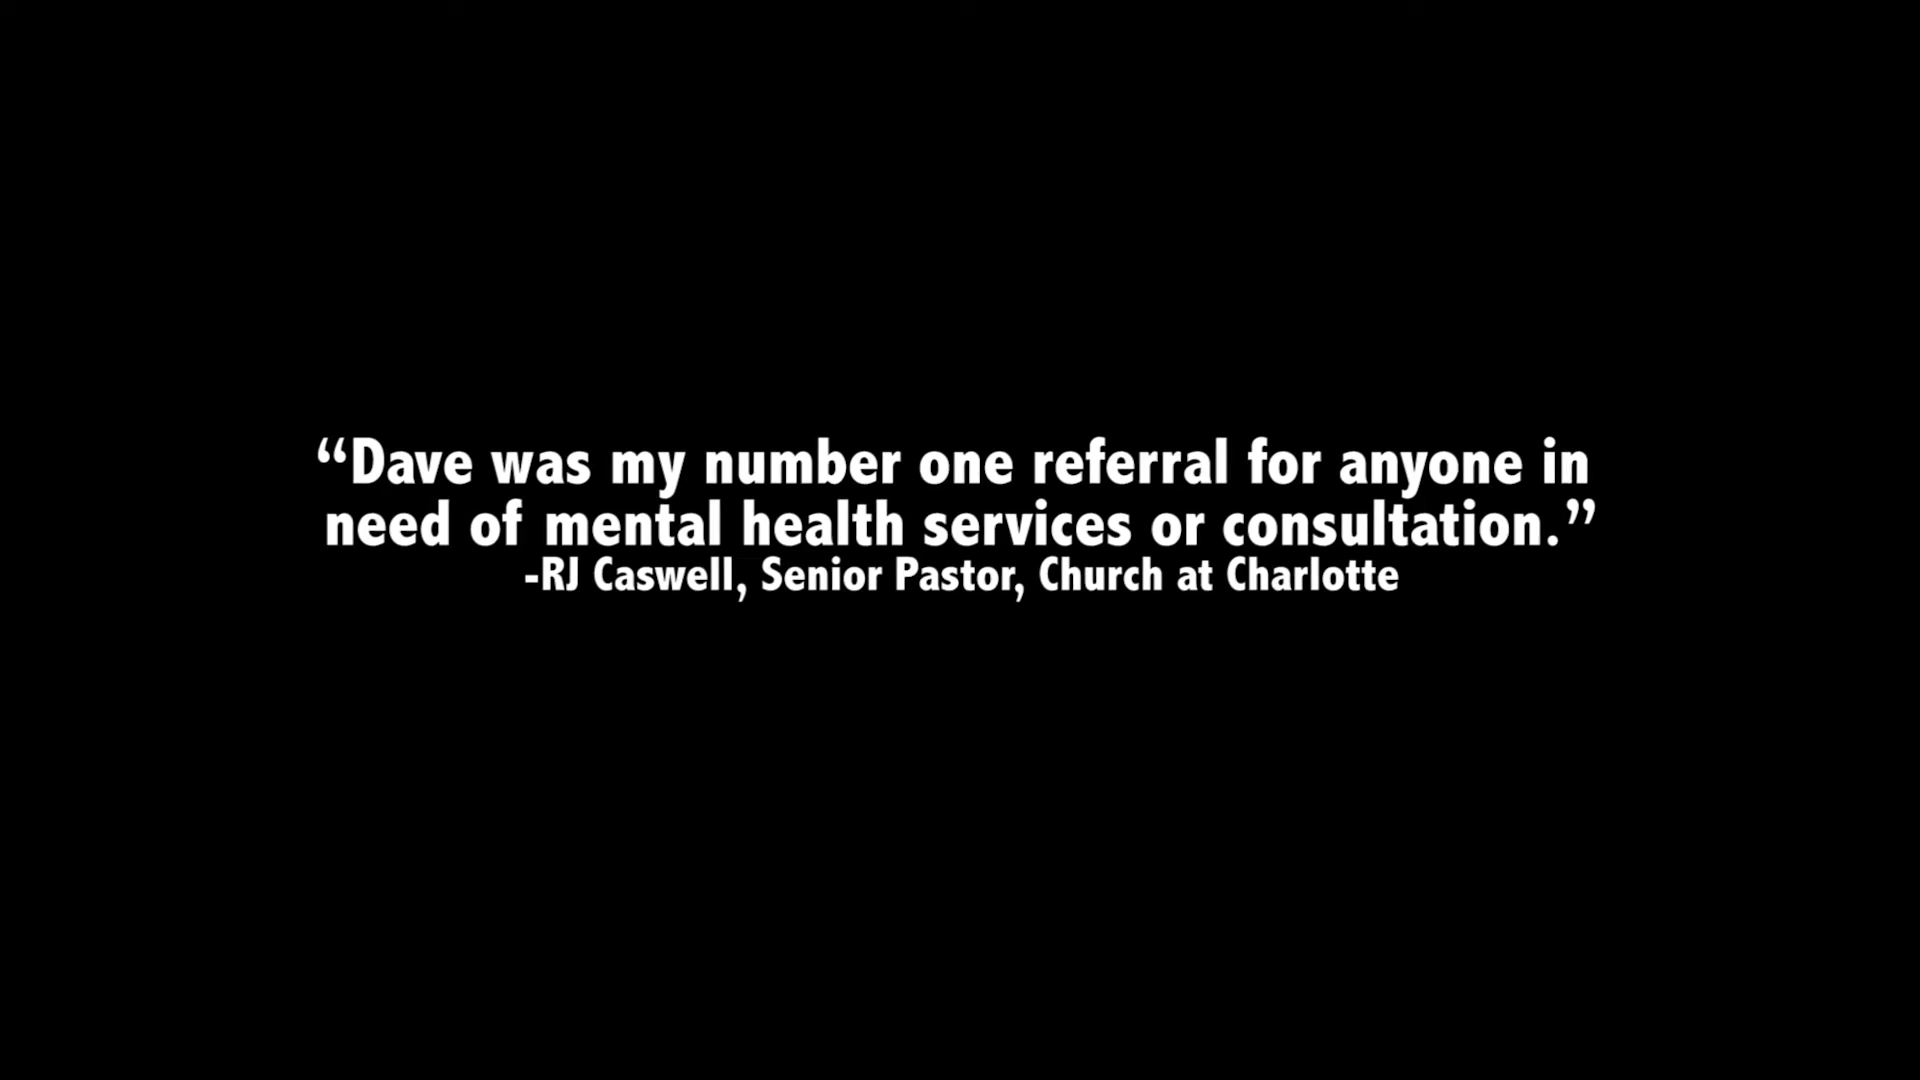 “Dave was my number one referral for anyone in
need of mental health services or consultation.”
-RJ Caswell, Senior Pastor, Church at Charlotte